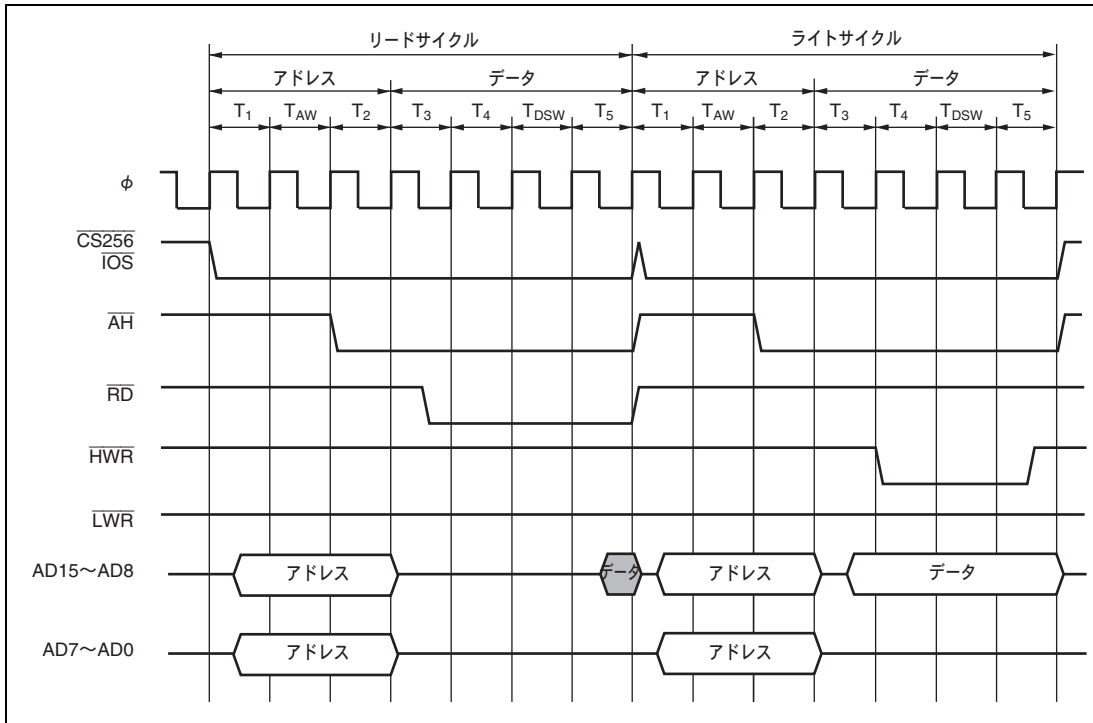 リードサイクル ライトサイクル
アドレス データ アドレス データ
T1 TAW T2 T3 T4 TDSW T5 T1 TAW T2 T3 T4 TDSW T5
φ
CS256
IOS
AH
RD
HWR
LWR
AD15～AD8 アドレス データ アドレス データ
AD7～AD0 アドレス アドレス